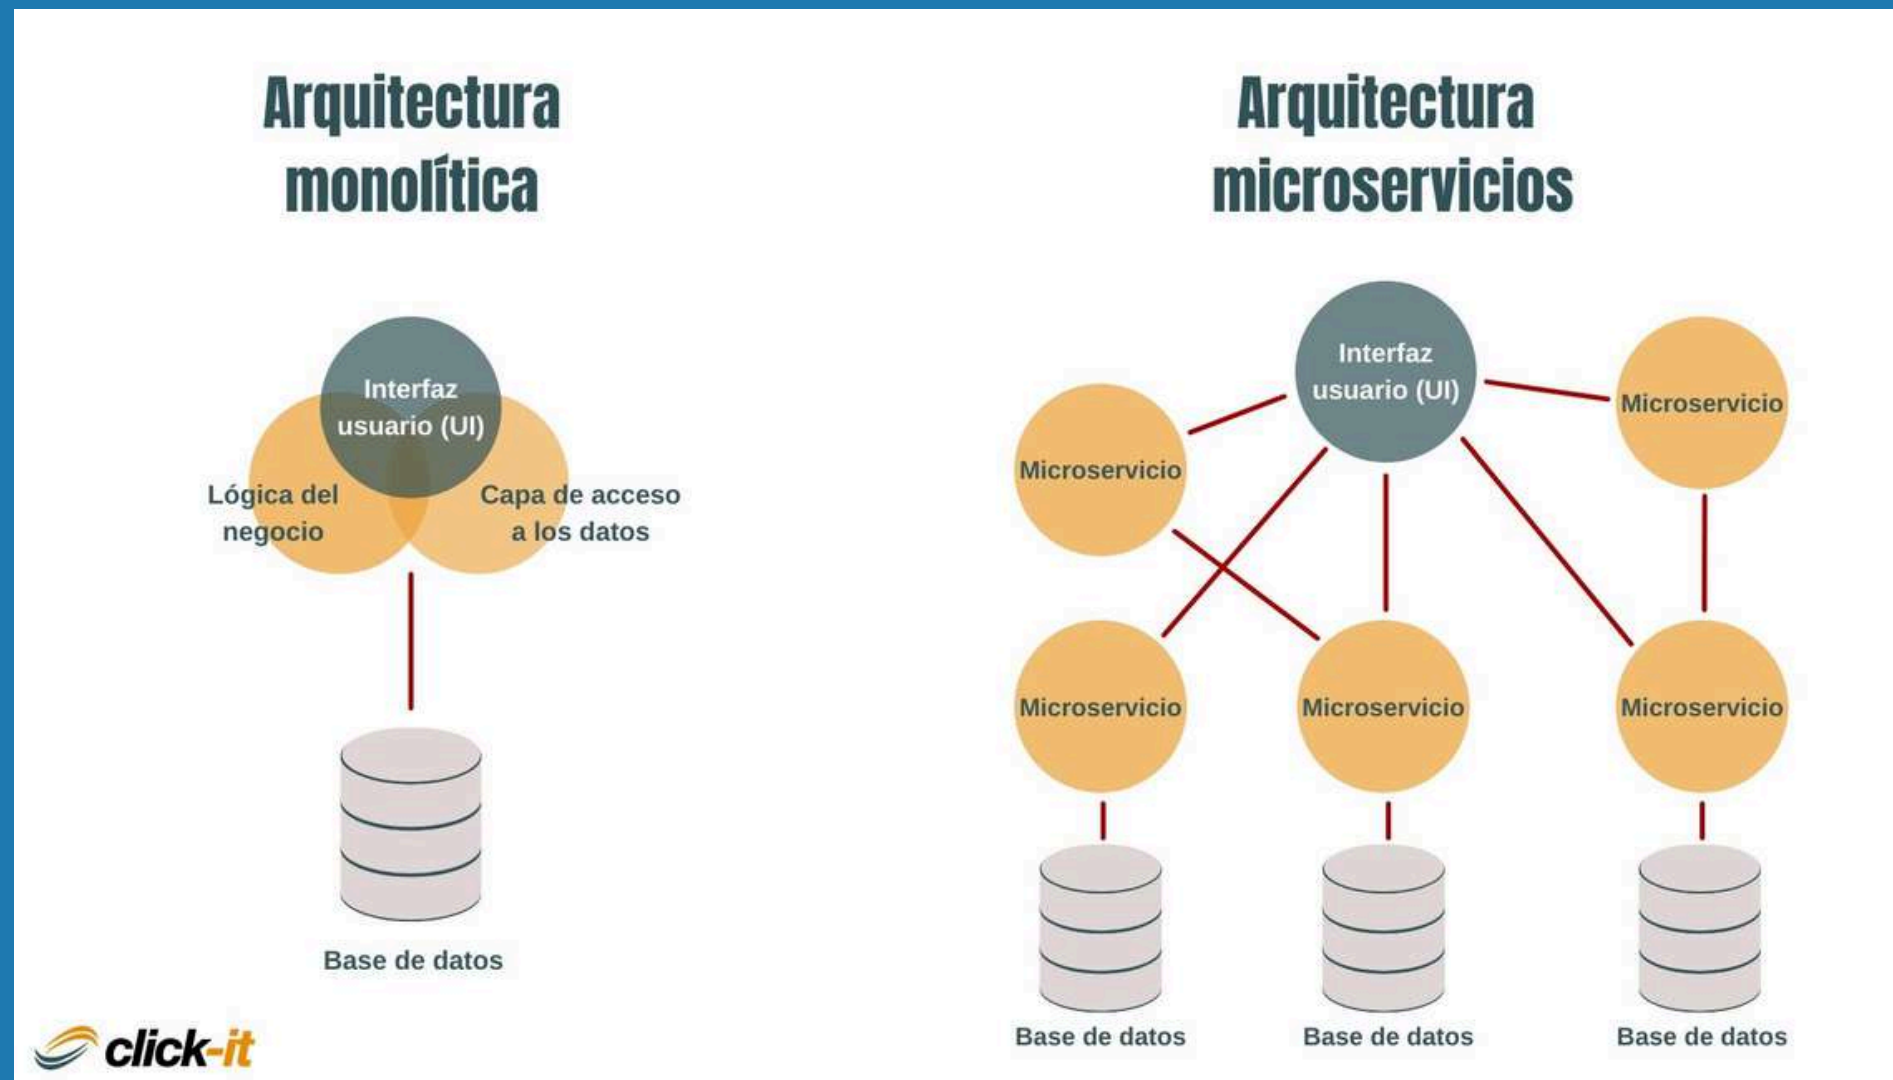 Arquitectura
monolítica
Interfaz
usuario (UI)
Lógica del
negocio
Capa de acceso
a los datos
Base de datos
click-it
Arquitectura
microservicios
Interfaz
usuario (UI)
Microservicio
Microservicio
Microservicio
Microservicio
Microservicio
Base de datos
Base de datos
Base de datos